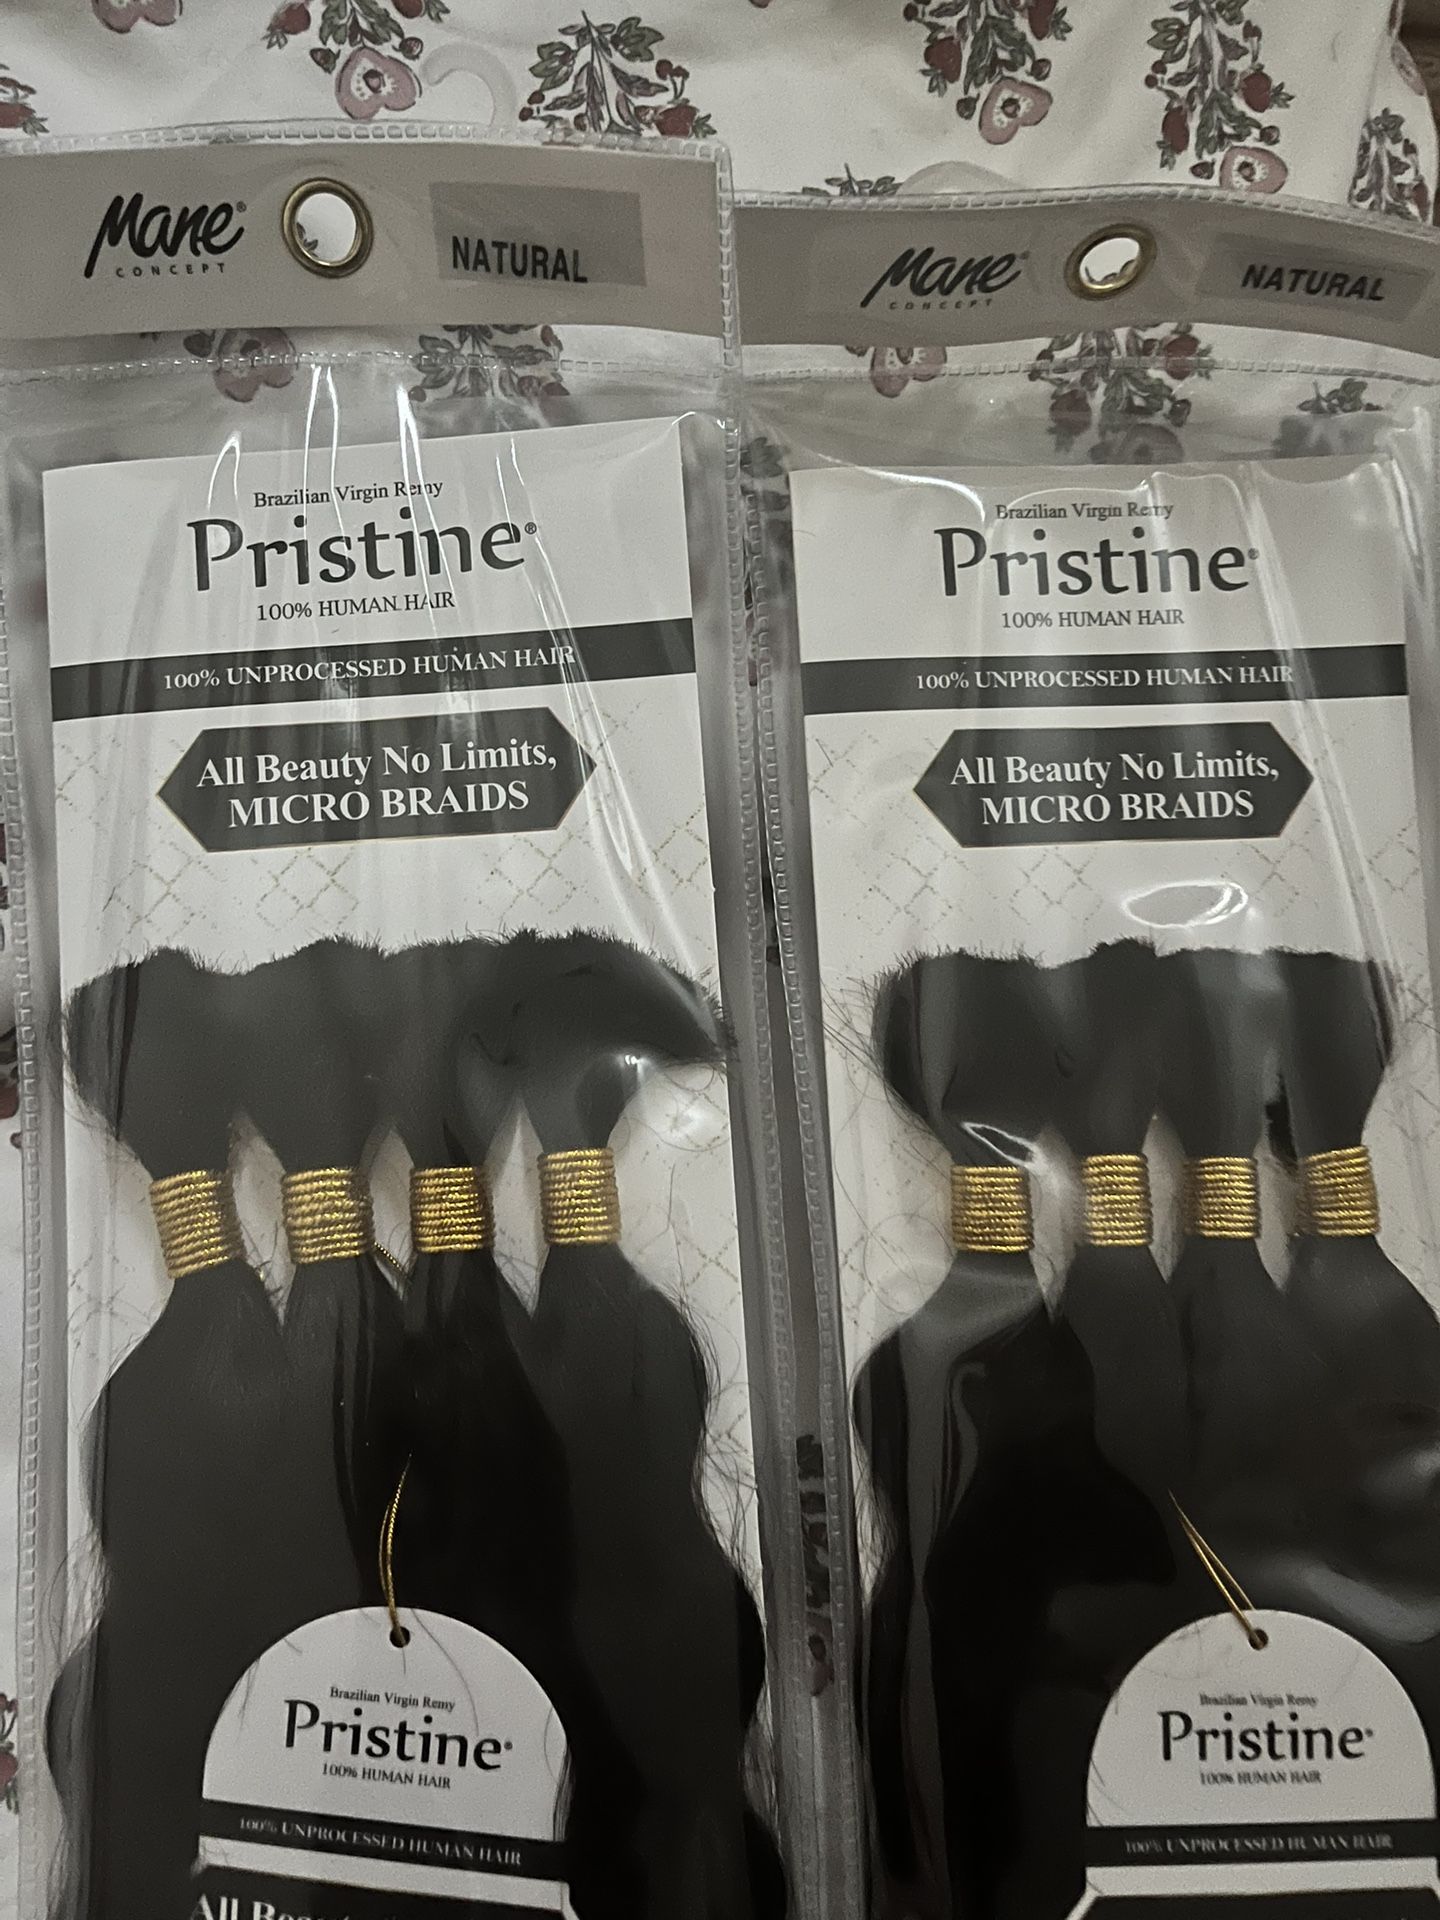 Mane®
CONCEPT
NATURAL
Brazilian Virgin Remy
Pristine®
100% HUMAN HAIR
100% UNPROCESSED HUMAN HAIR
All Beauty No Limits,
MICRO BRAIDS
Brazilian Virgin Remy
Pristine®
100% HUMAN HAIR
100% UNPROCESSED HUMAN HAIR
All
Mane®
CONCEPT
NATURAL
Brazilian Virgin Remy
Pristine®
100% HUMAN HAIR
100% UNPROCESSED HUMAN HAIR
All Beauty No Limits,
MICRO BRAIDS
Brazilian Virgin Remy
Pristine®
100% HUMAN HAIR
100% UNPROCESSED HUMAN HAIR